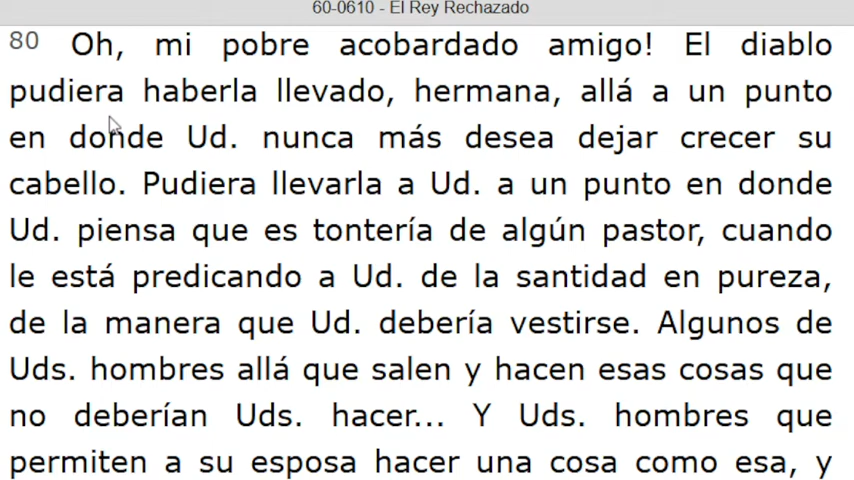 60-0610 - El Rey Rechazado
80 Oh, mi pobre acobardado amigo! El diablo
pudiera haberla llevado, hermana, allá a un punto
en donde Ud. nunca más desea dejar crecer su
cabello. Pudiera llevarla a Ud. a un punto en donde
Ud. piensa que es tontería de algún pastor, cuando
le está predicando a Ud. de la santidad en pureza,
de la manera que Ud. debería vestirse. Algunos de
Uds. hombres allá que salen y hacen esas cosas que
no deberían Uds. hacer... Y Uds. hombres que
permiten a su esposa hacer una cosa como esa, y